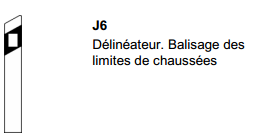 J6
Délinéateur. Balisage des
limites de chaussées